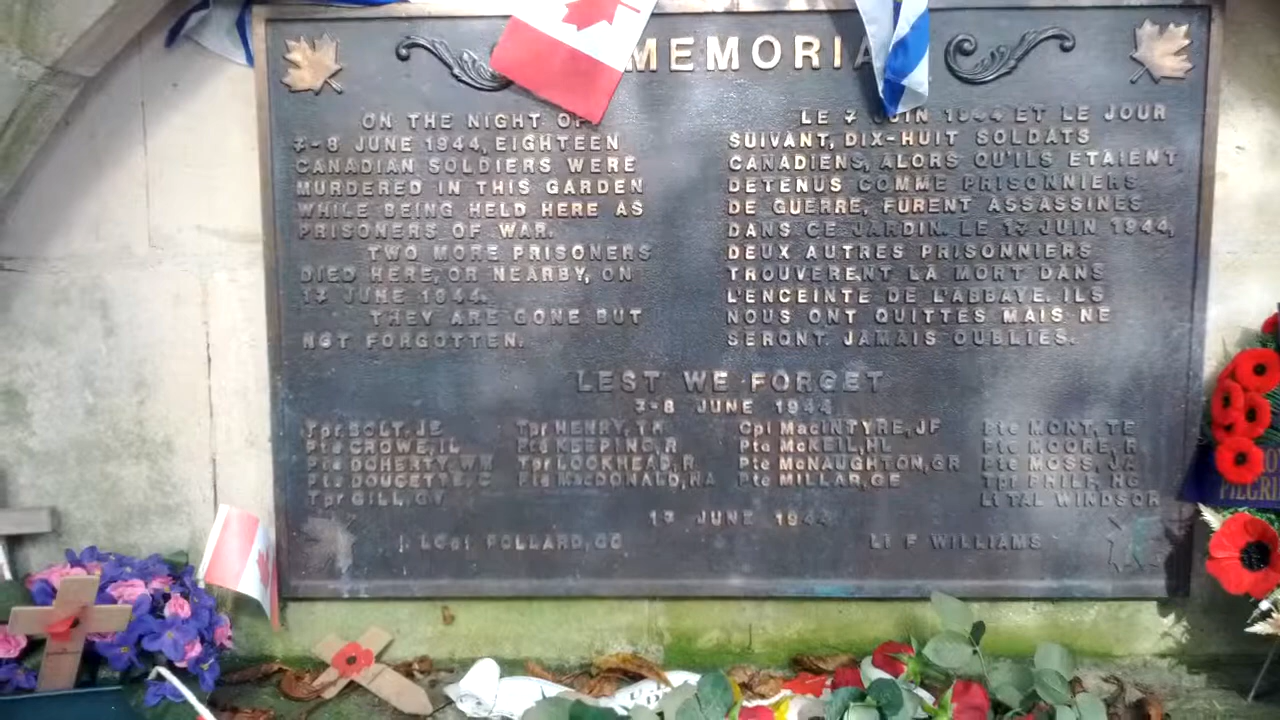 MEMORIA
ON THE NIGHT OF
7-8 JUNE 1944, EIGHTEEN
CANADIAN SOLDIERS WERE
MURDERED IN THIS GARDEN
WHILE BEING HELD HERE AS
PRISONERS OF WAR.
TWO MORE PRISONERS
DIED HERE, OR NEARBY, ON
17 JUNE 1944.
THEY ARE GONE BUT
NOT FORGOTTEN.
LE 7 JUIN 1944 ET LE JOUR
SUIVANT, DIX-HUIT SOLDATS
CANADIENS, ALORS QU'ILS ETAIENT
DETENUS COMME PRISONNIERS
DE GUERRE, FURENT ASSASSINES
DANS CE JARDIN. LE 17 JUIN 1944,
DEUX AUTRES PRISONNIERS
TROUVERENT LA MORT DANS
L'ENCEINTE DE L'ABBAYE. ILS
NOUS ONT QUITTES MAIS NE
SERONT JAMAIS OUBLIES.
LEST WE FORGET
7-8 JUNE 1944
Tpr BOLT, JE Tpr HENRY, TM Cpl MacINTYRE, JF Pte MONT, TE
Pte CROWE, IL Pte KEEPING, R Pte McKEIL, HL Pte MOORE, R
Pte DOHERTY, WM Tpr LOCKHEAD, R Pte McNAUGHTON, GR Pte MOSS, JA
Pte DOUCETTE, C Pte MacDONALD, NA Pte MILLAR, GE Tpr PHILP, HG
Tpr GILL, GV Lt TAL WINDSOR
17 JUNE 1944
POLLARD, GG Lt F WILLIAMS